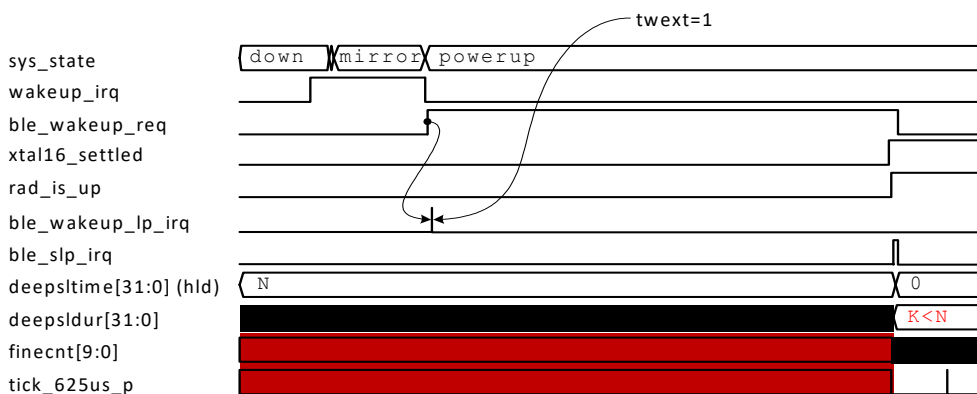 twext=1
sys_state down mirror powerup
wakeup_irq
ble_wakeup_req
xtal16_settled
rad_is_up
ble_wakeup_lp_irq
ble_slp_irq
deepsltime[31:0] (hld) N 0
deepsldur[31:0] K<N
finecnt[9:0]
tick_625us_p